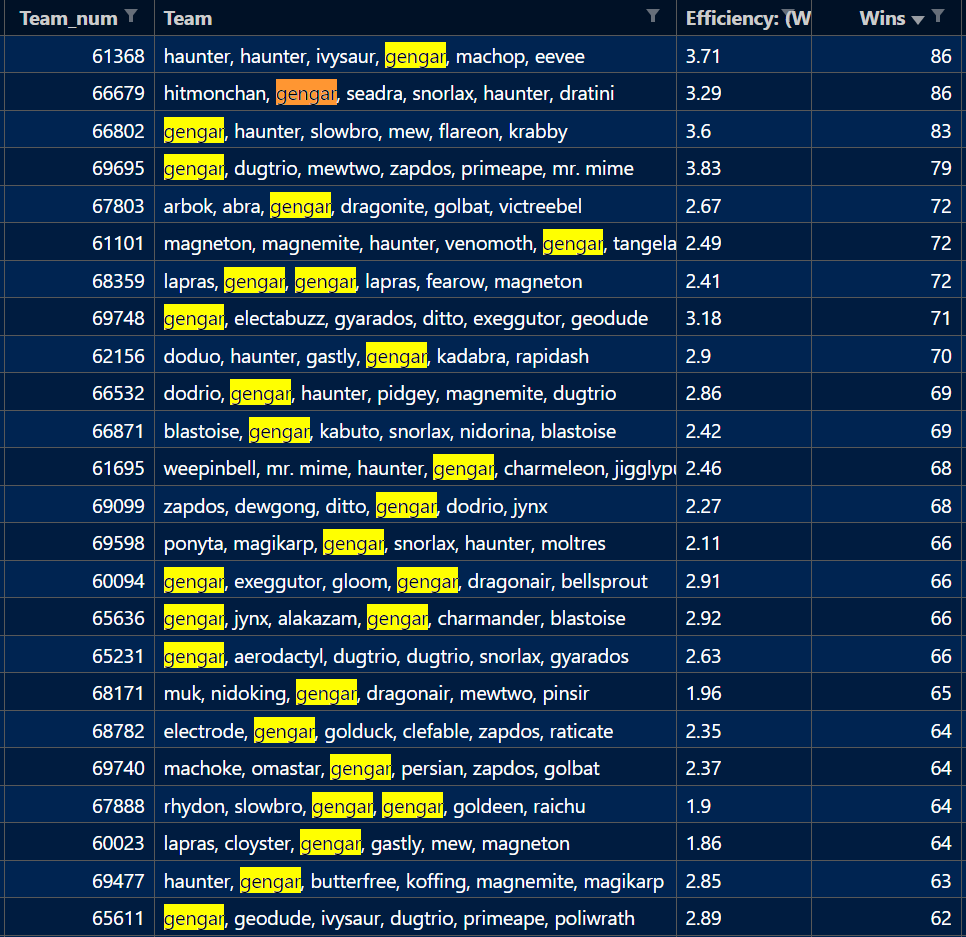 Team_num Team Efficiency: (W Wins
61368 haunter, haunter, ivysaur, gengar, machop, eevee 3.71 86
66679 hitmonchan, gengar, seadra, snorlax, haunter, dratini 3.29 86
66802 gengar, haunter, slowbro, mew, flareon, krabby 3.6 83
69695 gengar, dugtrio, mewtwo, zapdos, primeape, mr. mime 3.83 79
67803 arbok, abra, gengar, dragonite, golbat, victreebel 2.67 72
61101 magneton, magnemite, haunter, venomoth, gengar, tangela 2.49 72
68359 lapras, gengar, gengar, lapras, fearow, magneton 2.41 72
69748 gengar, electabuzz, gyarados, ditto, exeggutor, geodude 3.18 71
62156 doduo, haunter, gastly, gengar, kadabra, rapidash 2.9 70
66532 dodrio, gengar, haunter, pidgey, magnemite, dugtrio 2.86 69
66871 blastoise, gengar, kabuto, snorlax, nidorina, blastoise 2.42 69
61695 weepinbell, mr. mime, haunter, gengar, charmeleon, jigglypu 2.46 68
69099 zapdos, dewgong, ditto, gengar, dodrio, jynx 2.27 68
69598 ponyta, magikarp, gengar, snorlax, haunter, moltres 2.11 66
60094 gengar, exeggutor, gloom, gengar, dragonair, bellsprout 2.91 66
65636 gengar, jynx, alakazam, gengar, charmander, blastoise 2.92 66
65231 gengar, aerodactyl, dugtrio, dugtrio, snorlax, gyarados 2.63 66
68171 muk, nidoking, gengar, dragonair, mewtwo, pinsir 1.96 65
68782 electrode, gengar, golduck, clefable, zapdos, raticate 2.35 64
69740 machoke, omastar, gengar, persian, zapdos, golbat 2.37 64
67888 rhydon, slowbro, gengar, gengar, goldeen, raichu 1.9 64
60023 lapras, cloyster, gengar, gastly, mew, magneton 1.86 64
69477 haunter, gengar, butterfree, koffing, magnemite, magikarp 2.85 63
65611 gengar, geodude, ivysaur, dugtrio, primeape, poliwrath 2.89 62